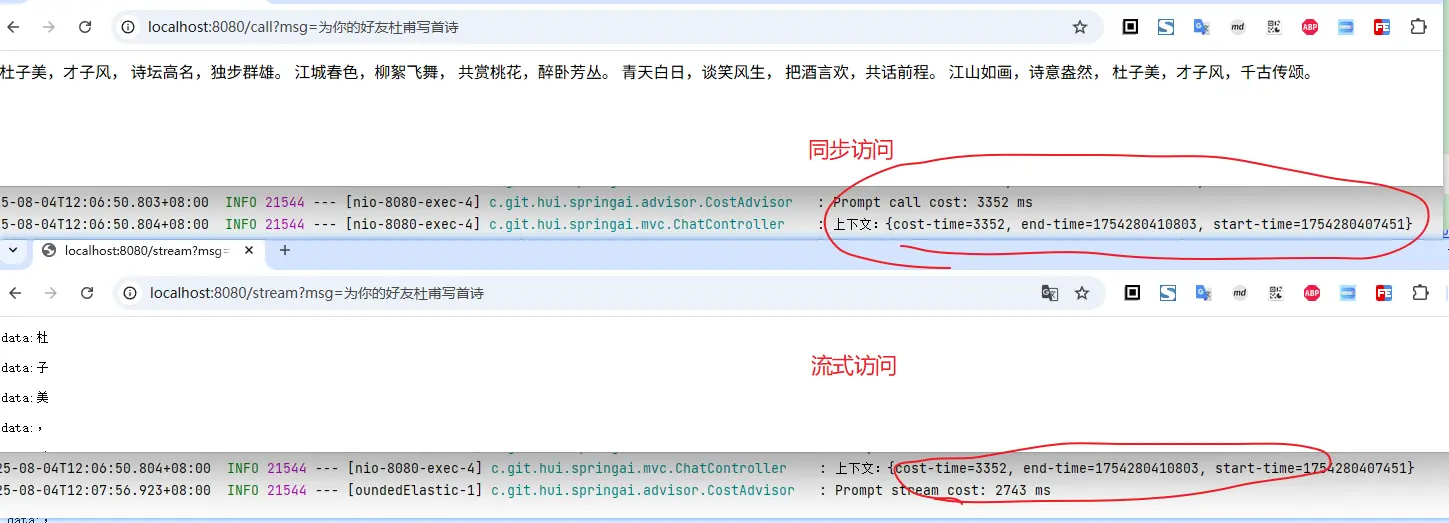 localhost:8080/call?msg=为你的好友杜甫写首诗
杜子美，才子风， 诗坛高名，独步群雄。 江城春色，柳絮飞舞， 共赏桃花，醉卧芳丛。 青天白日，谈笑风生， 把酒言欢，共话前程。 江山如画，诗意盎然， 杜子美，才子风，千古传颂。
同步访问
5-08-04T12:06:50.803+08:00 INFO 21544 --- [nio-8080-exec-4] c.git.hui.springai.advisor.CostAdvisor : Prompt call cost: 3352 ms
25-08-04T12:06:50.804+08:00 INFO 21544 --- [nio-8080-exec-4] c.git.hui.springai.mvc.ChatController : 上下文：{cost-time=3352, end-time=1754280410803, start-time=1754280407451}
localhost:8080/stream?msg=
localhost:8080/stream?msg=为你的好友杜甫写首诗
data:杜
流式访问
data:子
data:美
data:，
25-08-04T12:06:50.804+08:00 INFO 21544 --- [nio-8080-exec-4] c.git.hui.springai.mvc.ChatController : 上下文：{cost-time=3352, end-time=1754280410803, start-time=1754280407451}
25-08-04T12:07:56.923+08:00 INFO 21544 --- [oundedElastic-1] c.git.hui.springai.advisor.CostAdvisor : Prompt stream cost: 2743 ms
data:，